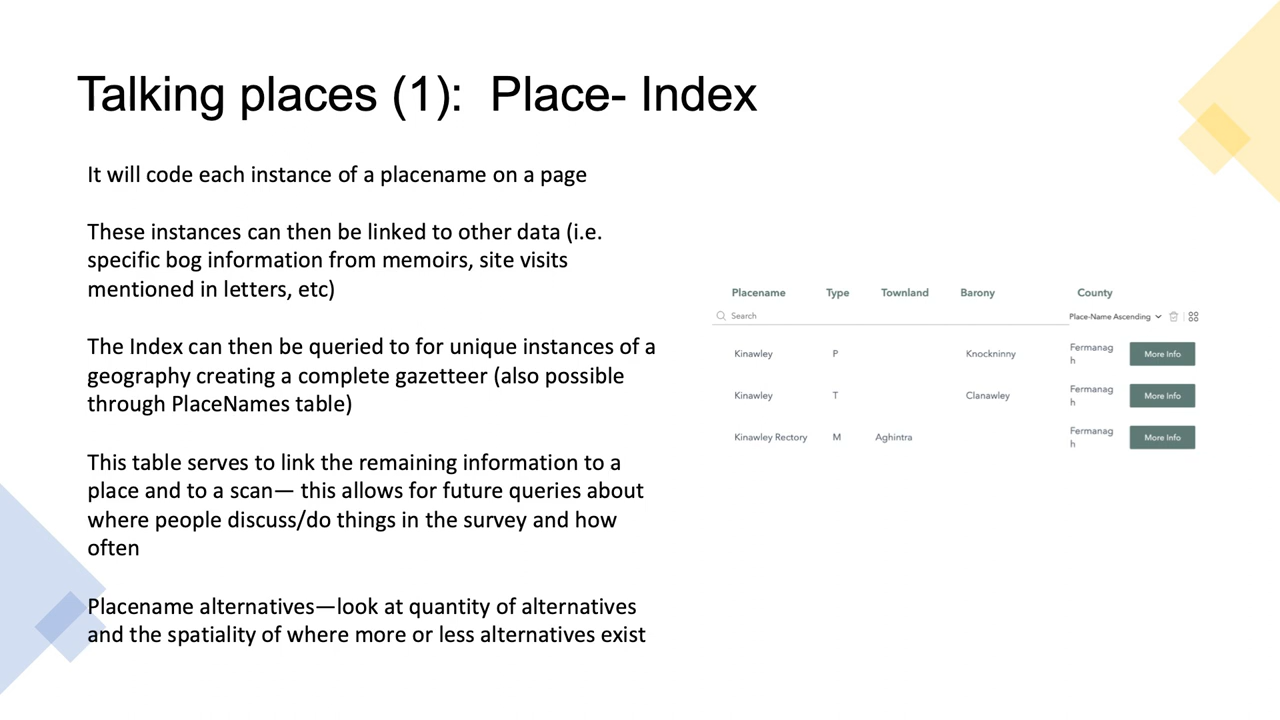 Talking places (1):  Place- Index
It will code each instance of a placename on a page
These instances can then be linked to other data (i.e.
specific bog information from memoirs, site visits
mentioned in letters, etc)
The Index can then be queried to for unique instances of a
geography creating a complete gazetteer (also possible
through PlaceNames table)
This table serves to link the remaining information to a
place and to a scan— this allows for future queries about
where people discuss/do things in the survey and how
often
Placename alternatives—look at quantity of alternatives
and the spatiality of where more or less alternatives exist
Placename Type Townland Barony County
Search Place-Name Ascending
Kinawley P Knockninny Fermanag
h More Info
Kinawley T Clanawley Fermanag
h More Info
Kinawley Rectory M Aghintra Fermanag
h More Info